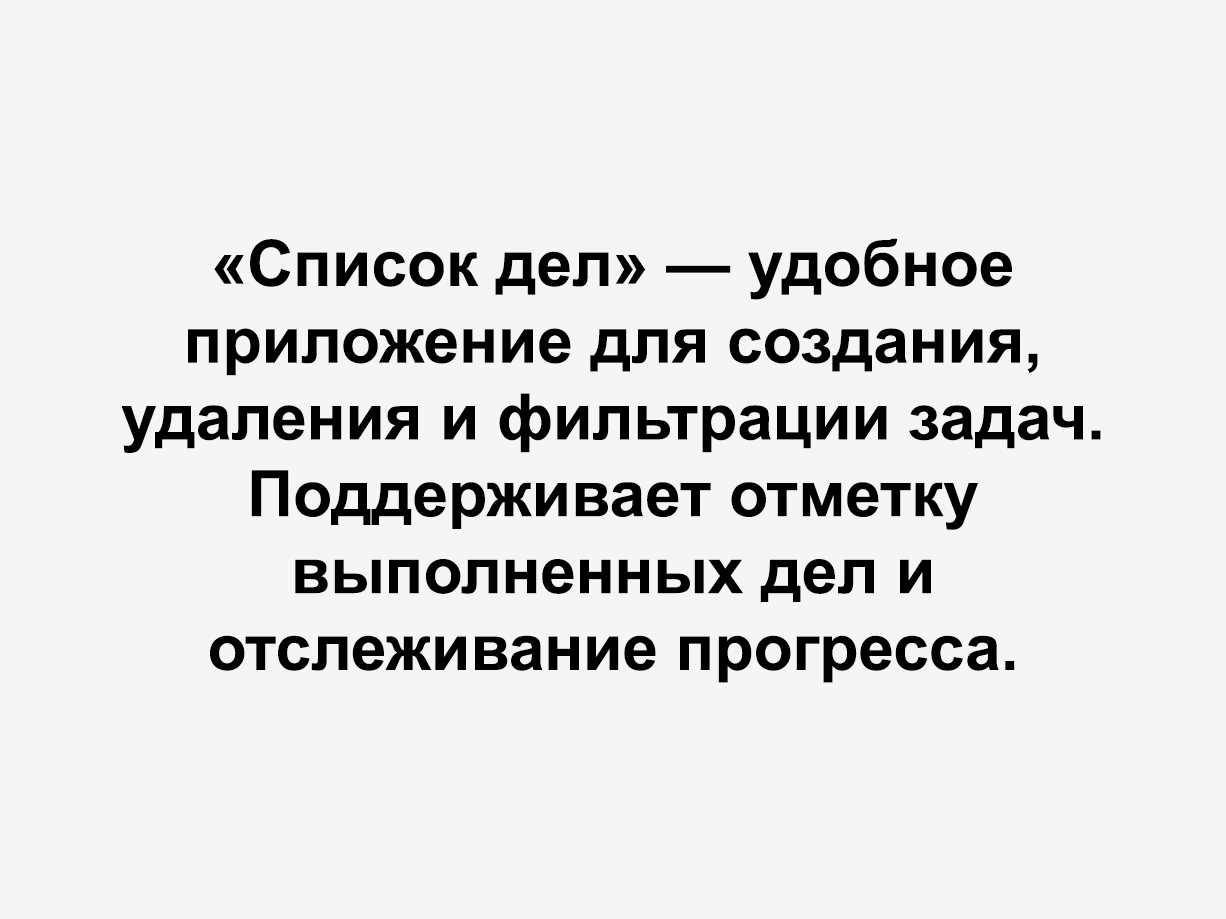 «Список дел» — удобное
приложение для создания,
удаления и фильтрации задач.
Поддерживает отметку
выполненных дел и
отслеживание прогресса.